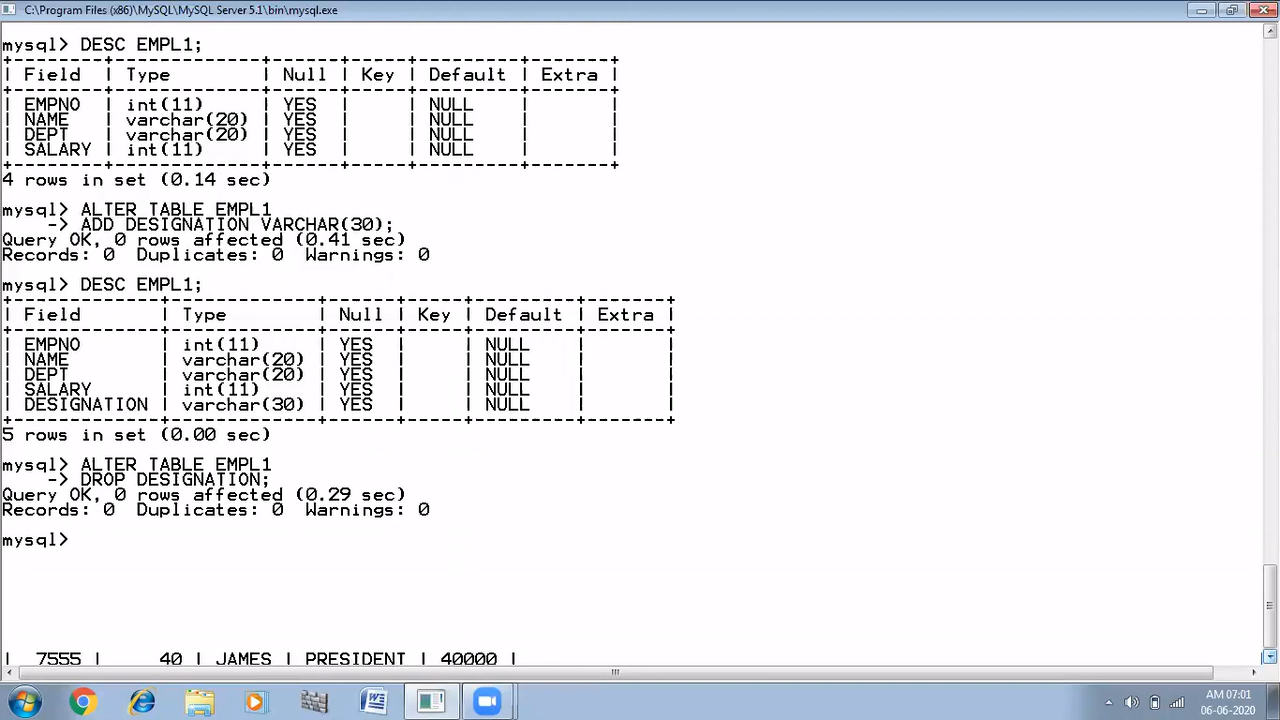 C:\Program Files (x86)\MySQL\MySQL Server 5.1\bin\mysql.exe
mysql> DESC EMPL1;
+--------+-------------+------+-----+---------+-------+
| Field  | Type        | Null | Key | Default | Extra |
+--------+-------------+------+-----+---------+-------+
| EMPNO  | int(11)     | YES  |     | NULL    |       |
| NAME   | varchar(20) | YES  |     | NULL    |       |
| DEPT   | varchar(20) | YES  |     | NULL    |       |
| SALARY | int(11)     | YES  |     | NULL    |       |
+--------+-------------+------+-----+---------+-------+
4 rows in set (0.14 sec)
mysql> ALTER TABLE EMPL1
    -> ADD DESIGNATION VARCHAR(30);
Query OK, 0 rows affected (0.41 sec)
Records: 0  Duplicates: 0  Warnings: 0
mysql> DESC EMPL1;
+-------------+-------------+------+-----+---------+-------+
| Field       | Type        | Null | Key | Default | Extra |
+-------------+-------------+------+-----+---------+-------+
| EMPNO       | int(11)     | YES  |     | NULL    |       |
| NAME        | varchar(20) | YES  |     | NULL    |       |
| DEPT        | varchar(20) | YES  |     | NULL    |       |
| SALARY      | int(11)     | YES  |     | NULL    |       |
| DESIGNATION | varchar(30) | YES  |     | NULL    |       |
+-------------+-------------+------+-----+---------+-------+
5 rows in set (0.00 sec)
mysql> ALTER TABLE EMPL1
    -> DROP DESIGNATION;
Query OK, 0 rows affected (0.29 sec)
Records: 0  Duplicates: 0  Warnings: 0
mysql>
|  7555 |     40 | JAMES | PRESIDENT | 40000 |
AM 07:01
06-06-2020